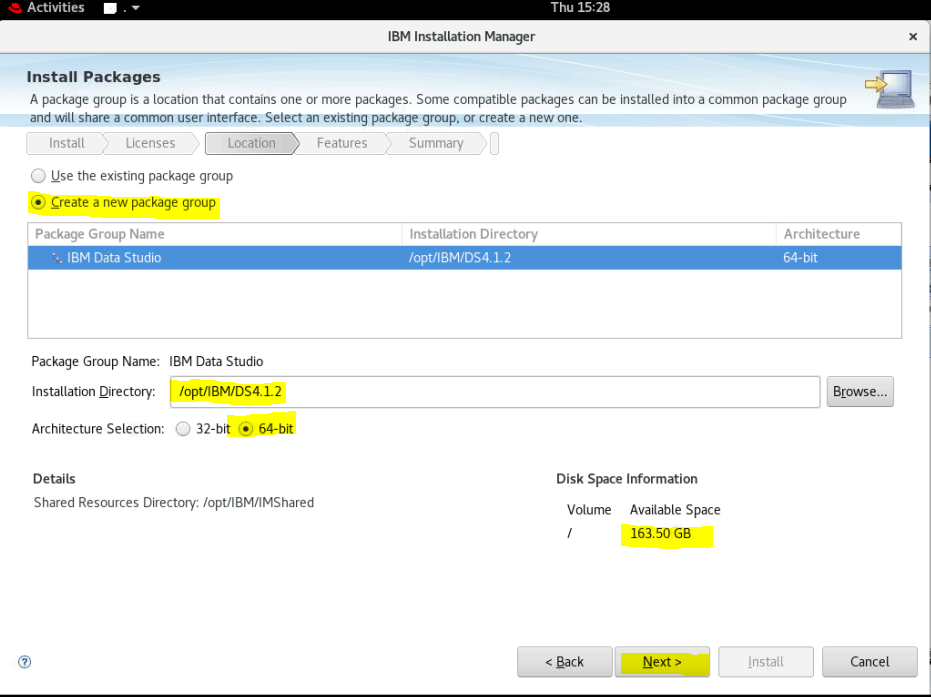 Activities . Thu 15:28
IBM Installation Manager
Install Packages
A package group is a location that contains one or more packages. Some compatible packages can be installed into a common package group
and will share a common user interface. Select an existing package group, or create a new one.
Install Licenses Location Features Summary
Use the existing package group
Create a new package group
Package Group Name Installation Directory Architecture
IBM Data Studio /opt/IBM/DS4.1.2 64-bit
Package Group Name: IBM Data Studio
Installation Directory: /opt/IBM/DS4.1.2 Browse...
Architecture Selection: 32-bit 64-bit
Details Disk Space Information
Shared Resources Directory: /opt/IBM/IMShared
Volume Available Space
/ 163.50 GB
? < Back Next > Install Cancel